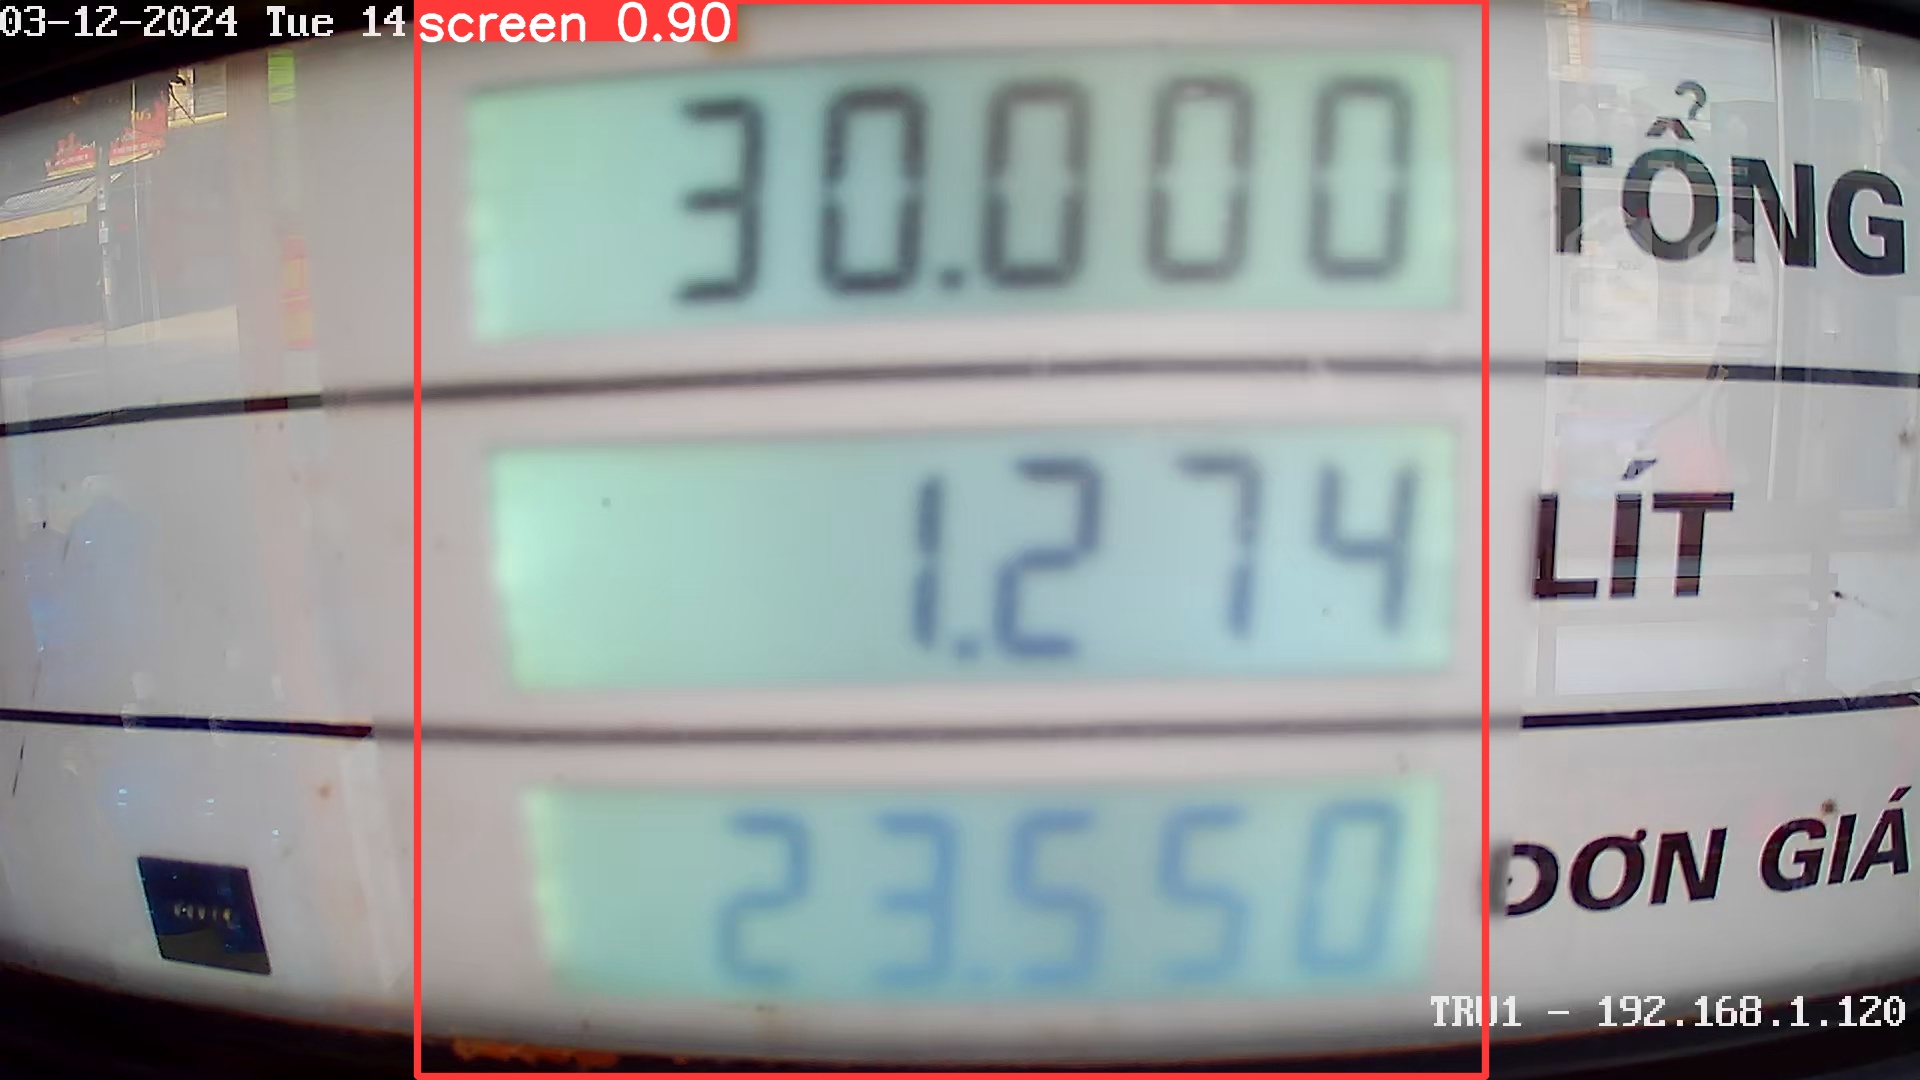 03-12-2024 Tue 14
screen 0.90
30.000
TỔNG
1.274
LÍT
23.550
ĐƠN GIÁ
TRU1 - 192.168.1.120